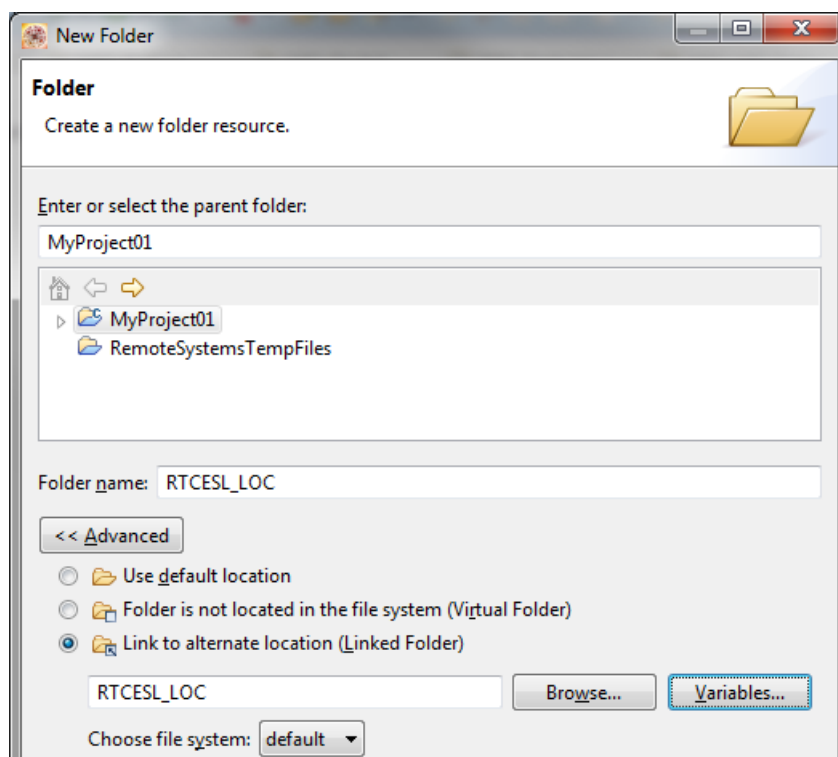 New Folder
Folder
Create a new folder resource.
Enter or select the parent folder:
MyProject01
MyProject01
RemoteSystemsTempFiles
Folder name: RTCESL_LOC
<< Advanced
Use default location
Folder is not located in the file system (Virtual Folder)
Link to alternate location (Linked Folder)
RTCESL_LOC Browse... Variables...
Choose file system: default